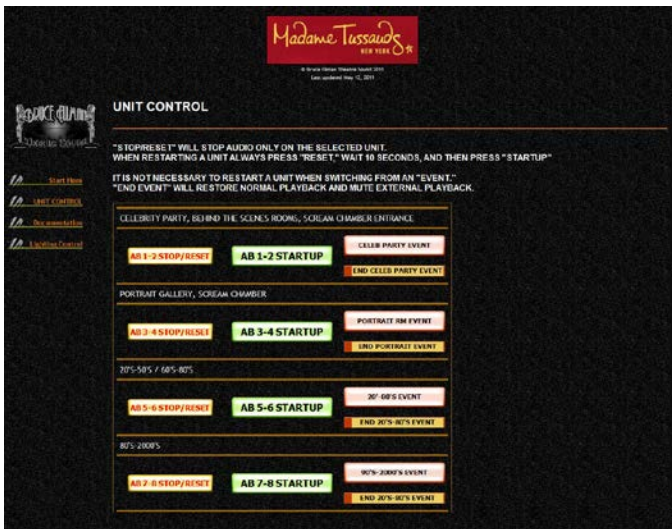 Madame Tussauds
NEW YORK
Last updated May 12, 2011
UNIT CONTROL
"STOP/RESET" WILL STOP AUDIO ONLY ON THE SELECTED UNIT.
WHEN RESTARTING A UNIT ALWAYS PRESS "RESET," WAIT 10 SECONDS, AND THEN PRESS "STARTUP"
IT IS NOT NECESSARY TO RESTART A UNIT WHEN SWITCHING FROM AN "EVENT."
"END EVENT" WILL RESTORE NORMAL PLAYBACK AND MUTE EXTERNAL PLAYBACK.
Start Here
UNIT CONTROL
Documentation
Lighting Control
CELEBRITY PARTY, BEHIND THE SCENES ROOMS, SCREAM CHAMBER ENTRANCE
AB 1-2 STOP/RESET
AB 1-2 STARTUP
CELEB PARTY EVENT
END CELEB PARTY EVENT
PORTRAIT GALLERY, SCREAM CHAMBER
AB 3-4 STOP/RESET
AB 3-4 STARTUP
PORTRAIT RM EVENT
END PORTRAIT EVENT
20'S-50'S / 60'S-80'S
AB 5-6 STOP/RESET
AB 5-6 STARTUP
20'-80'S EVENT
END 20'S-80'S EVENT
80'S-2000'S
AB 7-8 STOP/RESET
AB 7-8 STARTUP
90'S-2000'S EVENT
END 20'S-80'S EVENT